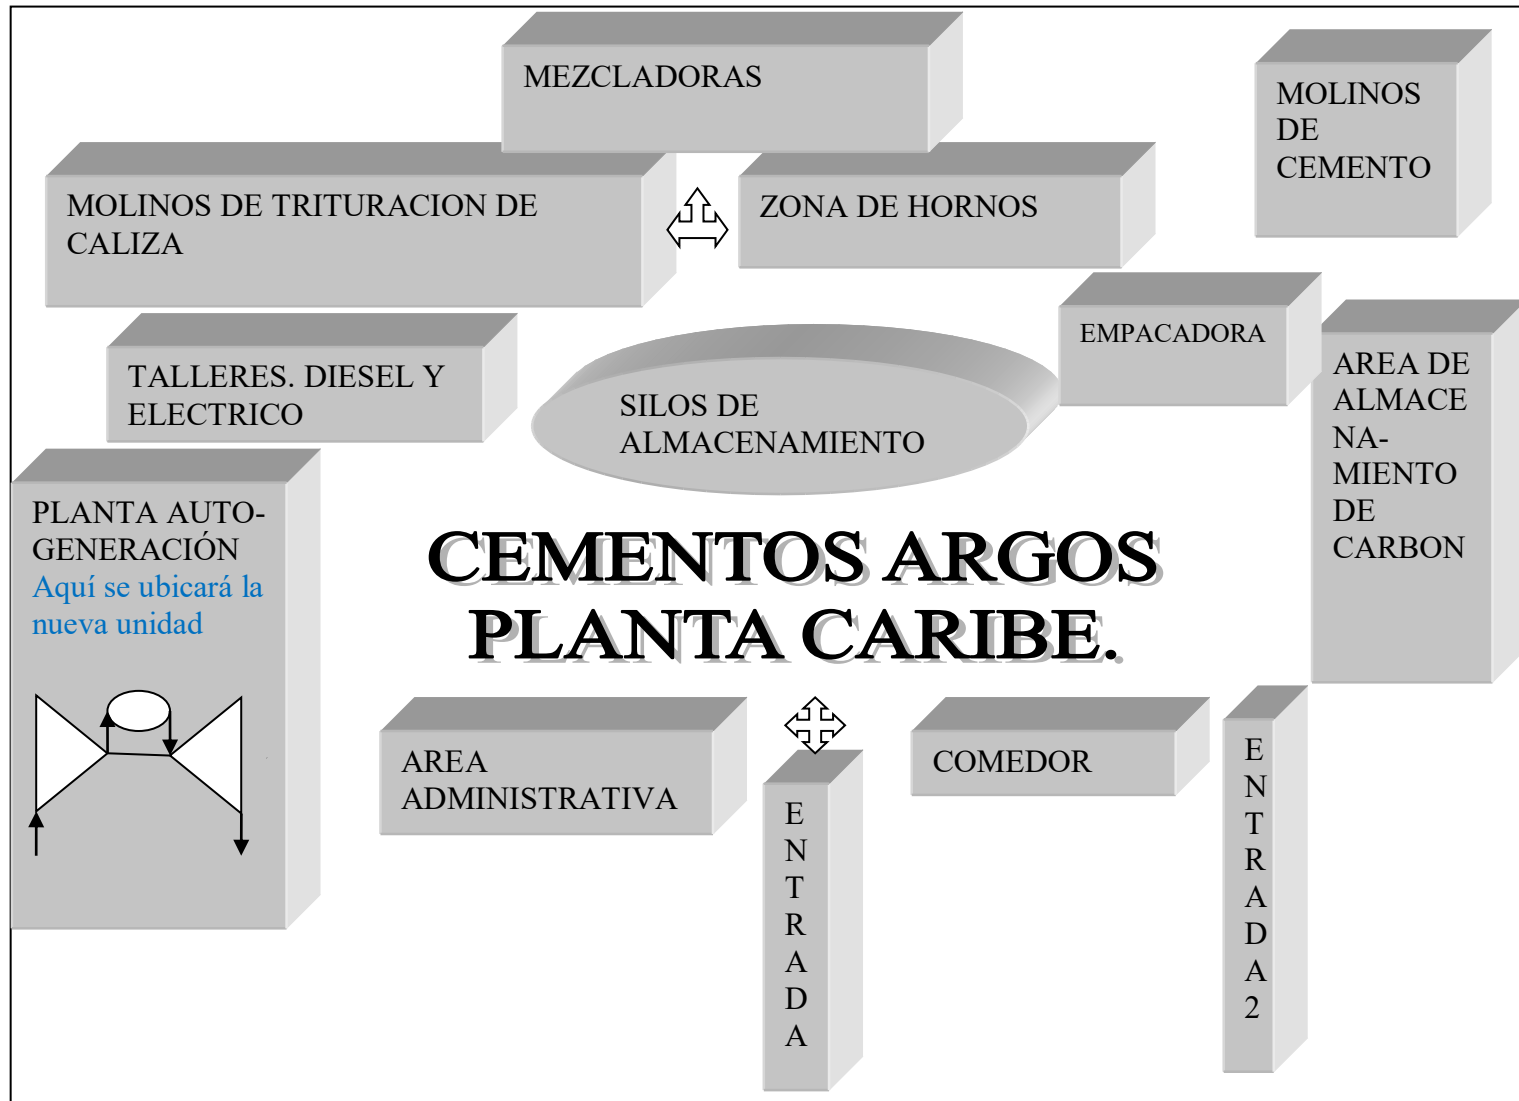 MEZCLADORAS
MOLINOS
DE
CEMENTO
MOLINOS DE TRITURACION DE
CALIZA
ZONA DE HORNOS
EMPACADORA
TALLERES. DIESEL Y
ELECTRICO
SILOS DE
ALMACENAMIENTO
AREA DE
ALMACE
NA-
MIENTO
DE
CARBON
PLANTA AUTO-
GENERACIÓN
Aquí se ubicará la
nueva unidad
CEMENTOS ARGOS
PLANTA CARIBE.
AREA
ADMINISTRATIVA
E
N
T
R
A
D
A
COMEDOR
E
N
T
R
A
D
A
2